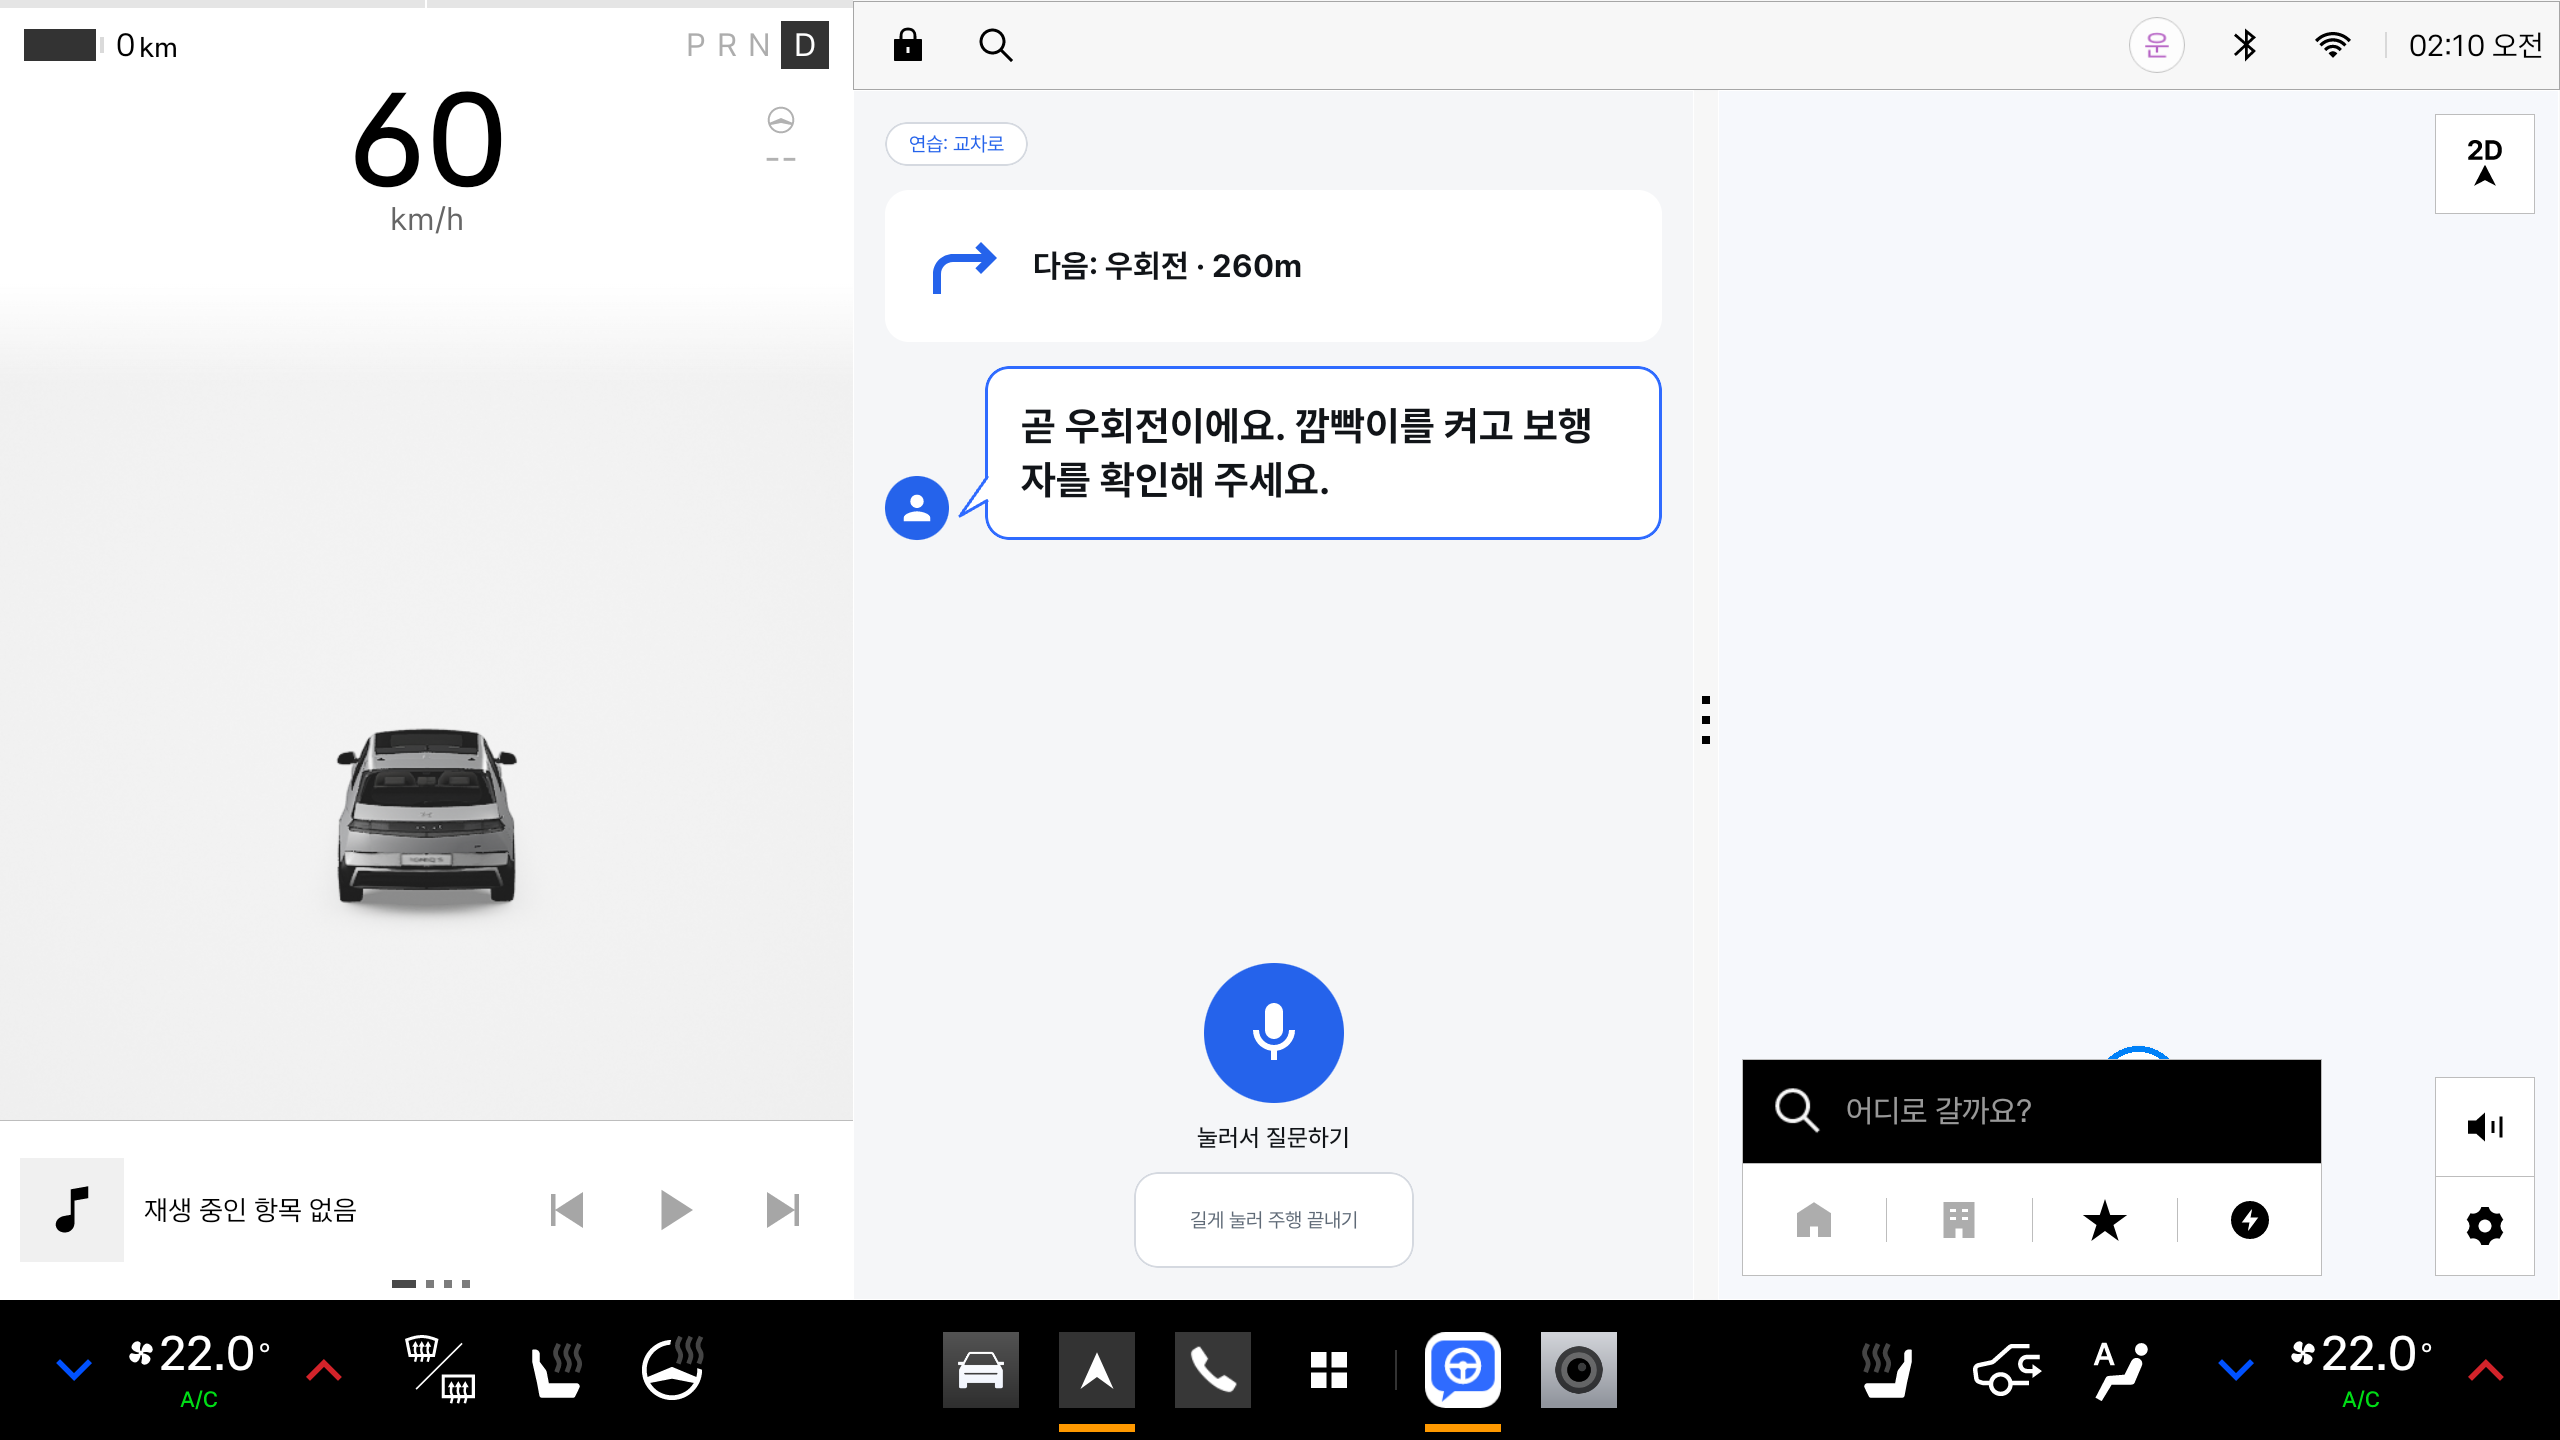 0 km
P R N D
60
km/h
--
운
02:10 오전
연습: 교차로
다음: 우회전 · 260m
곧 우회전이에요. 깜빡이를 켜고 보행
자를 확인해 주세요.
2D
눌러서 질문하기
길게 눌러 주행 끝내기
어디로 갈까요?
재생 중인 항목 없음
22.0°
A/C
A
22.0°
A/C